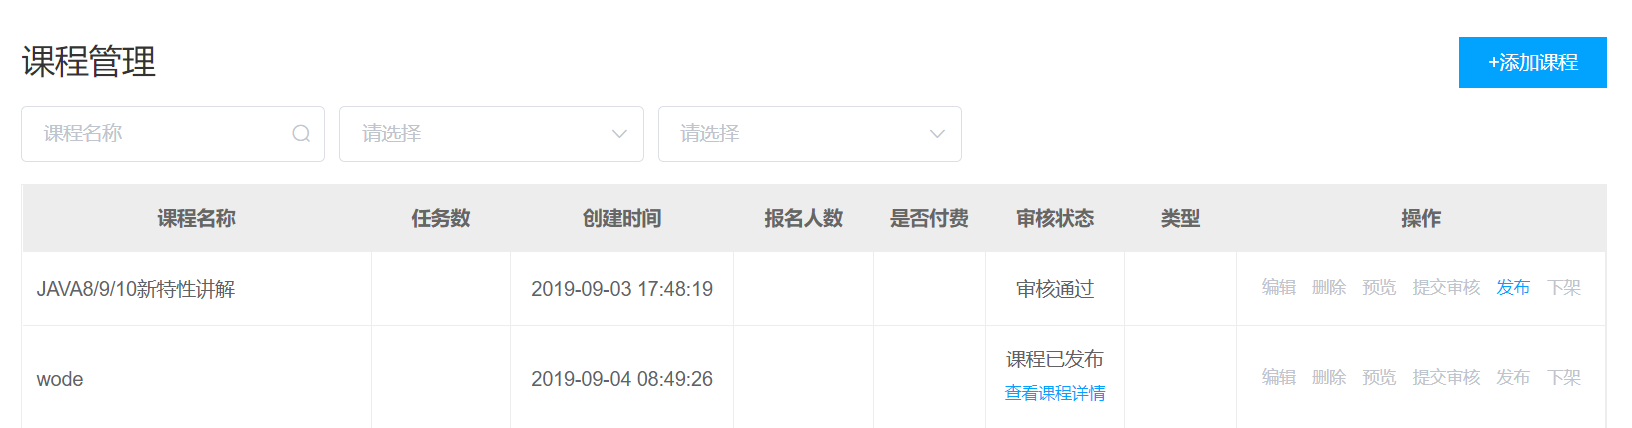 课程管理
+添加课程
课程名称 请选择 请选择
课程名称 任务数 创建时间 报名人数 是否付费 审核状态 类型 操作
JAVA8/9/10新特性讲解 2019-09-03 17:48:19 审核通过 编辑 删除 预览 提交审核 发布 下架
wode 2019-09-04 08:49:26 课程已发布 编辑 删除 预览 提交审核 发布 下架
查看课程详情